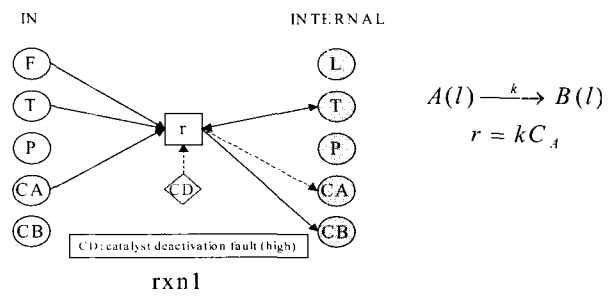 IN
INTERNAL
F
T
P
CA
CB
r
CD
L
T
P
CA
CB
A(l) —k→ B(l)
r = kC_A
CD: catalyst deactivation fault (high)
rxn1